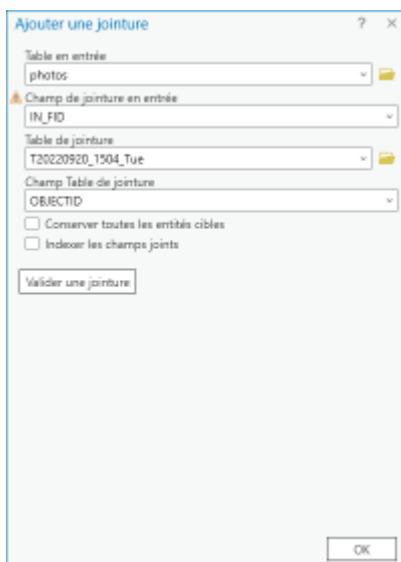 Ajouter une jointure ? ×
Table en entrée
photos
Champ de jointure en entrée
IN_FID
Table de jointure
T20220920_1504_Tue
Champ Table de jointure
OBJECTID
Conserver toutes les entités cibles
Indexer les champs joints
Valider une jointure
OK